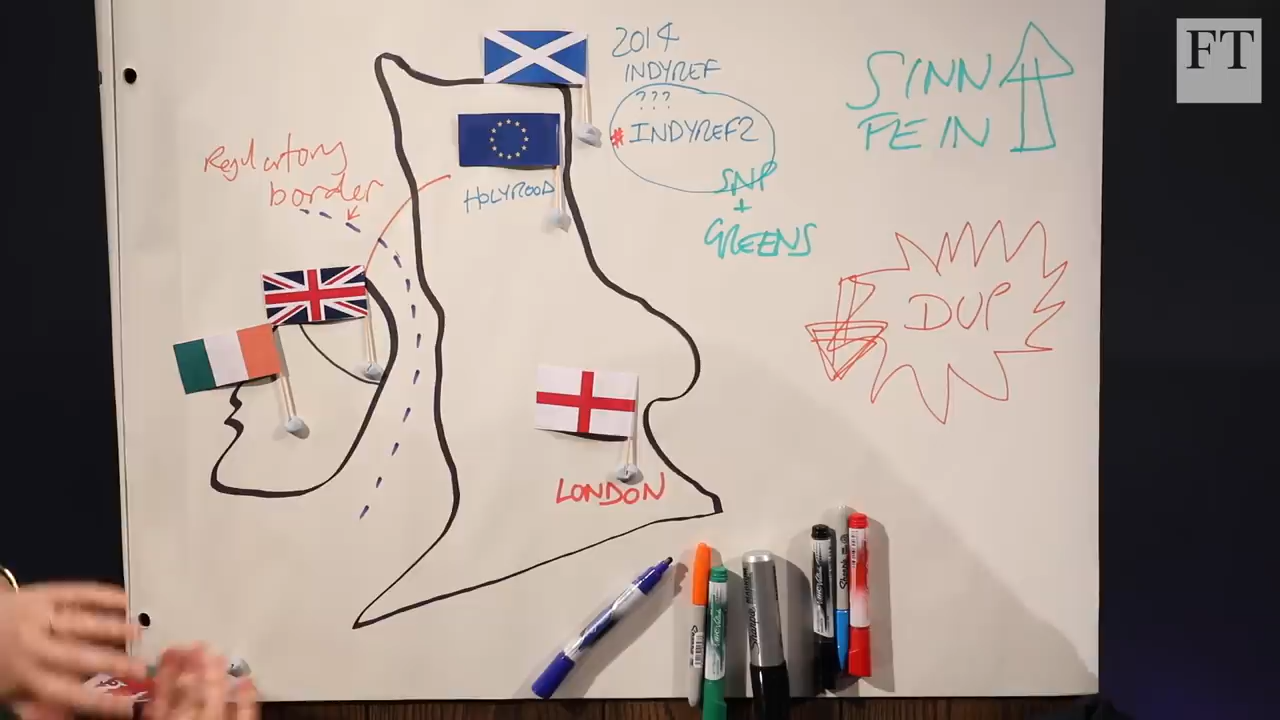 FT
2014
INDYREF
???
#INDYREF2
SNP
+
GREENS
SINN
FEIN
Regulatory
border
HOLYROOD
DUP
LONDON